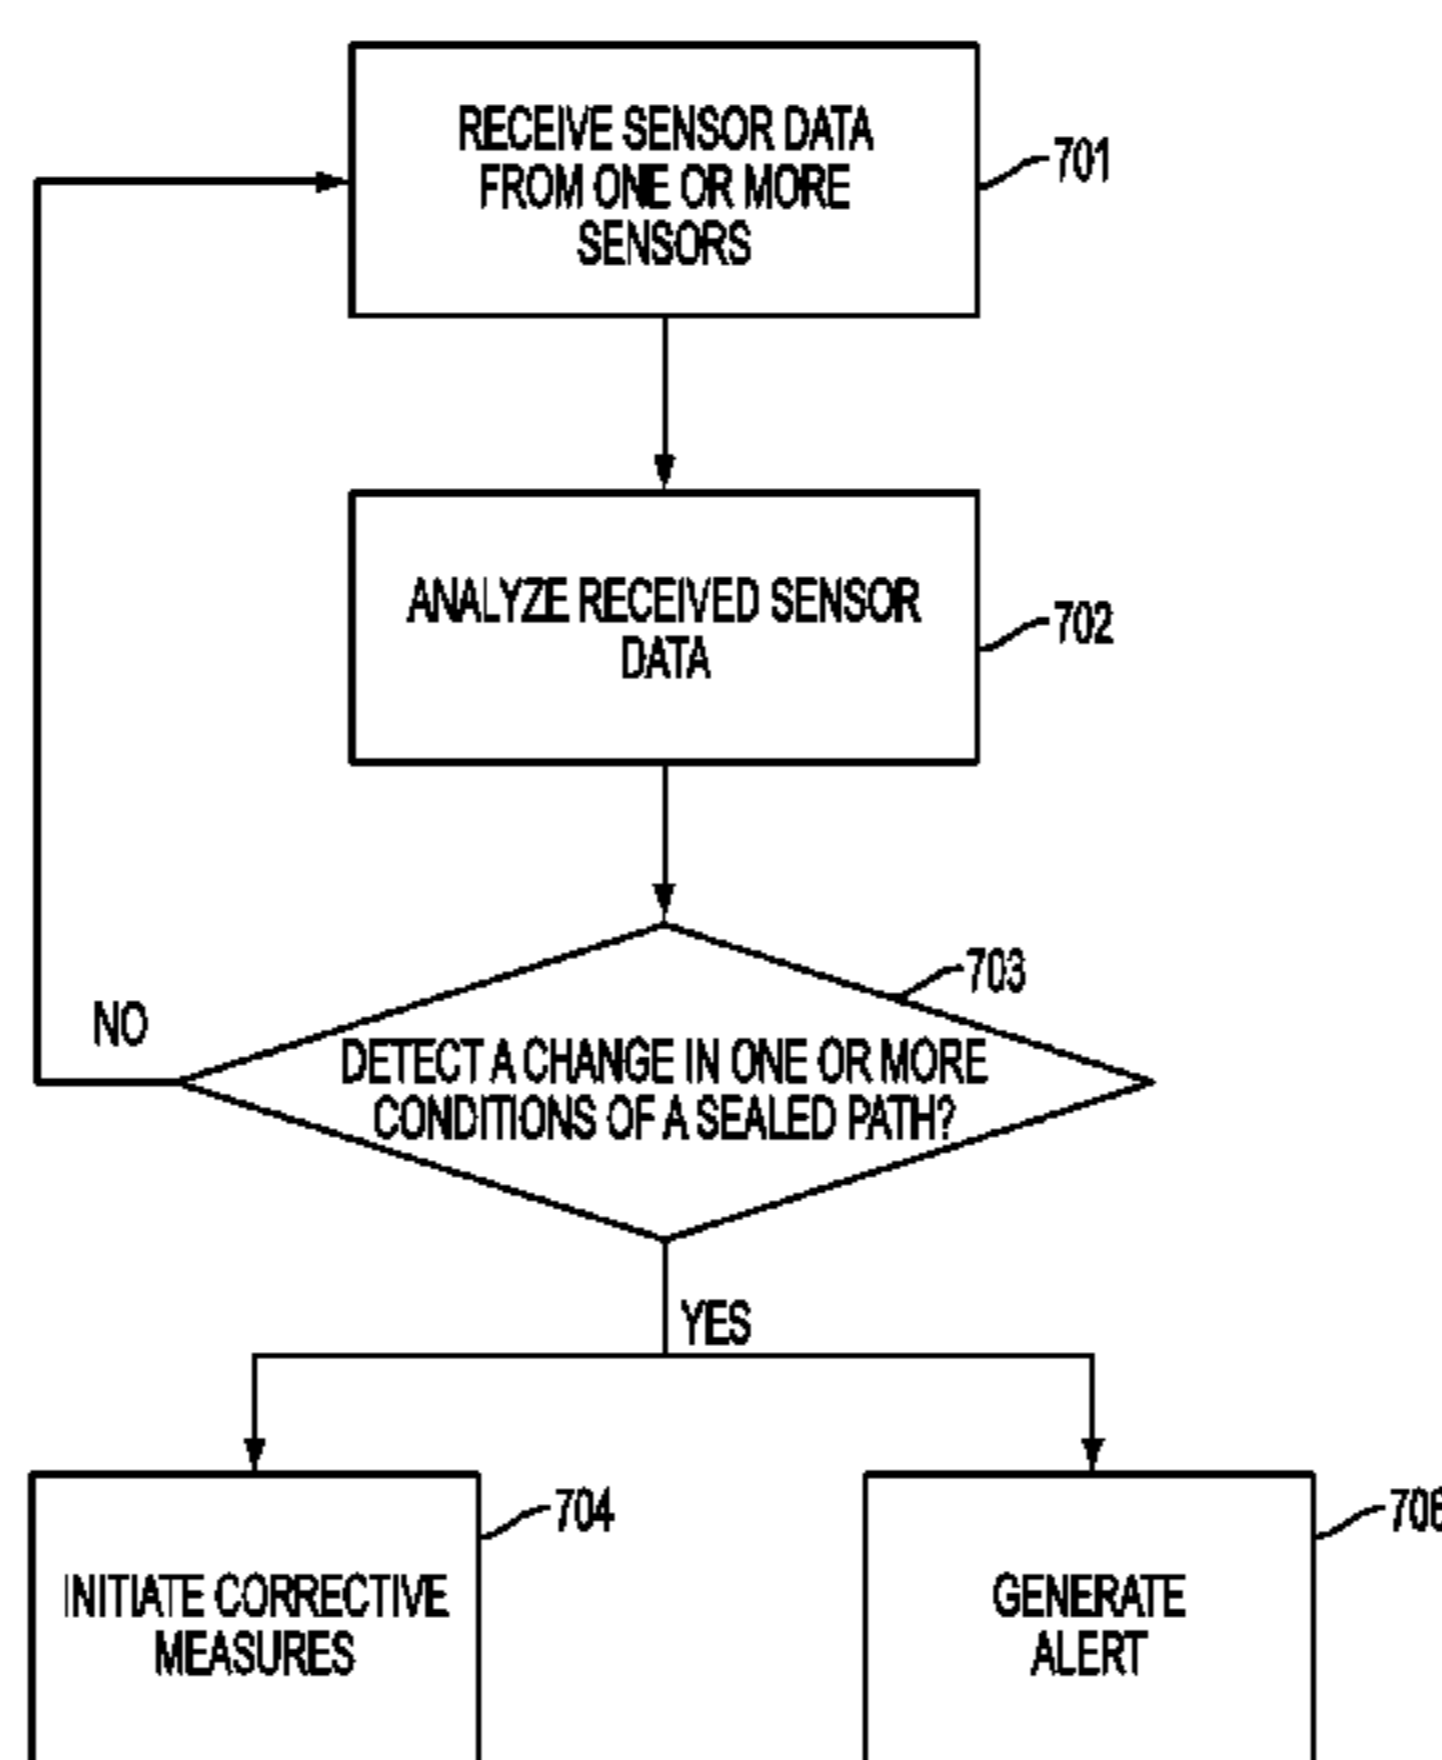 RECEIVE SENSOR DATA
FROM ONE OR MORE
SENSORS
701
ANALYZE RECEIVED SENSOR
DATA
702
703
NO
DETECT A CHANGE IN ONE OR MORE
CONDITIONS OF A SEALED PATH?
YES
704
INITIATE CORRECTIVE
MEASURES
GENERATE
ALERT